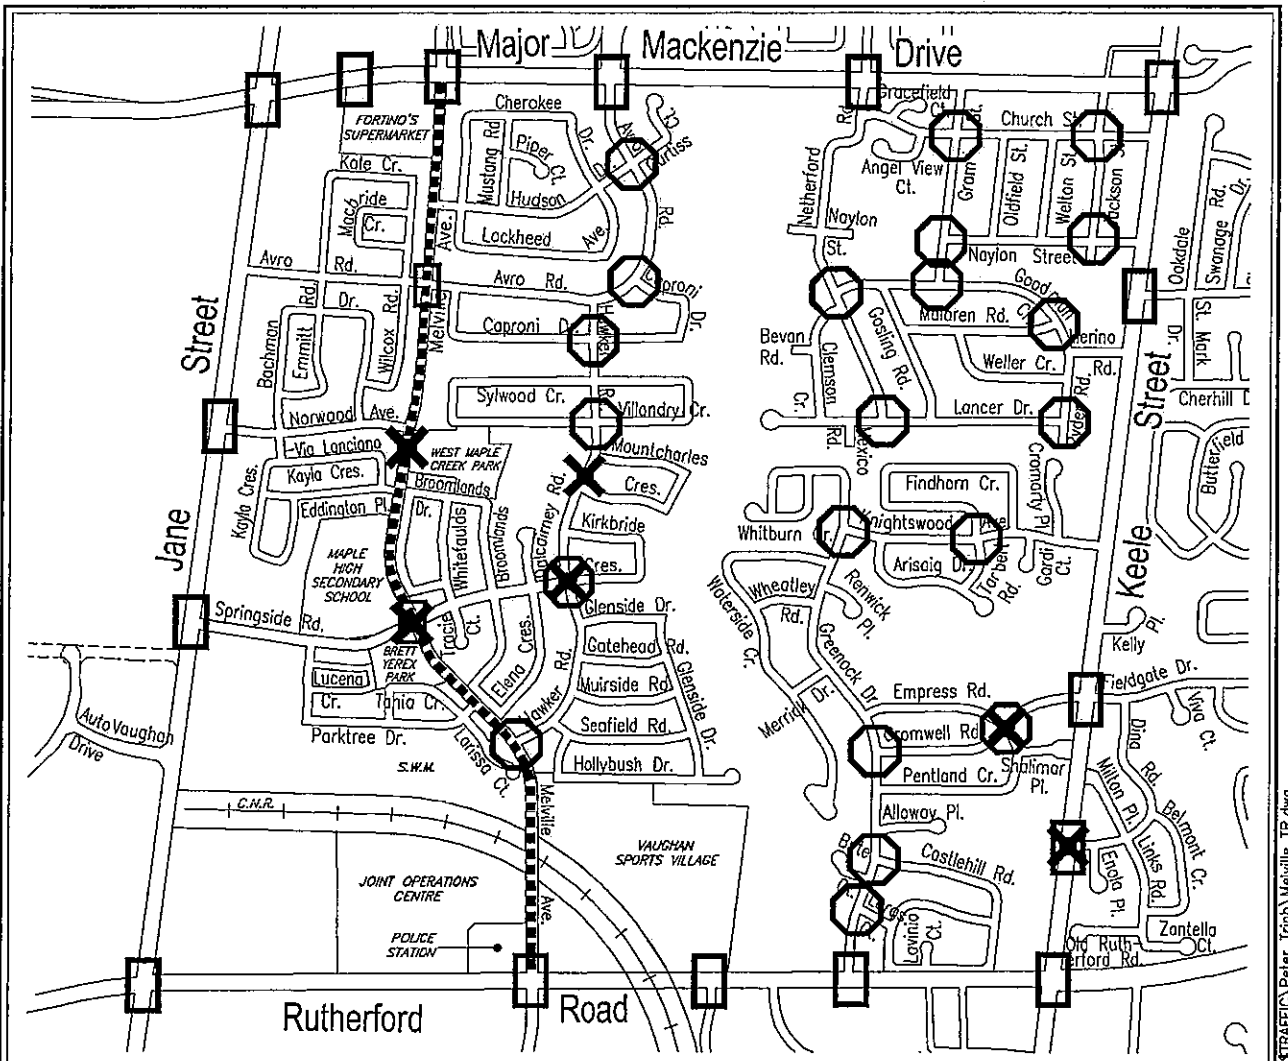 Major Mackenzie Drive
Gracefield Ct.
Church St.
FORTINO'S
SUPERMARKET
Cherokee Dr.
Mustang Rd
Piper Ct.
Curtiss Ct.
Hudson
Kale Cr.
Lockheed Ave.
Ave.
Rd.
Netherford Rd
Angel View
Ct.
Gram
Oldfield St.
Welton St.
Jackson
Naylon
St.
Naylon Street
Avro Rd.
Avro Rd.
Melville
Caproni Dr.
Bachman Rd
Emmitt Dr.
Wilcox Rd.
Maloren Rd.
Gosling Rd.
Bevan
Rd.
Clemson
Rd.
Weller Cr.
Merino
Rd.
Oakdale
Swanage Rd.
Dr.
St. Mark
Dr.
Cherhill D
Butterfield
Street
Street
Sylwood Cr.
Villandry Cr.
Norwood Ave.
Via Lanciano
WEST MAPLE
CREEK PARK
Lancer Dr.
Ryder Rd.
Mexico
Cr.
Mountcharles
Cres.
Kayla Cres.
Kayla Cres.
Eddington Pl.
Broomlands
Dr.
Whitefaulds
Broomlands
Kirkbride
Cres.
Findhorn Cr.
Cromarty Pl.
Whitburn Cr.
Knightswood Ave.
Arisaig Dr.
Tarbert
Rd.
Gardi
Ct.
Jane
Keele
MAPLE
HIGH
SECONDARY
SCHOOL
Springside Rd.
Tracie
Ct.
Elena Cres.
Glenside Dr.
Gatehead Rd.
Muirside Rd
Seafield Rd.
Hollybush Dr.
Glenside Dr.
Hawker Rd.
Waterside Cr.
Wheatley
Rd.
Renwick
Pl.
Greenock Dr.
Merrick Dr.
Kelly Pl.
Fieldgate Dr.
BRETT
YEREX
PARK
Lucena
Cr.
Tania Cr.
Parktree Dr.
Larissa Ct.
Empress Rd.
Cromwell Rd
Pentland Cr.
Shalimar
Pl.
Viva Ct.
Dina
Rd.
Milton Pl.
Belmont Cr.
Links Rd.
Enola Pl.
AutoVaughan
Drive
S.W.M.
C.N.R.
Melville
Ave.
Alloway Pl.
Castlehill Rd.
Lavinio
Ct.
VAUGHAN
SPORTS VILLAGE
JOINT OPERATIONS
CENTRE
POLICE
STATION
Zantella
Ct.
Old Ruth-
erford Rd.
Rutherford Road